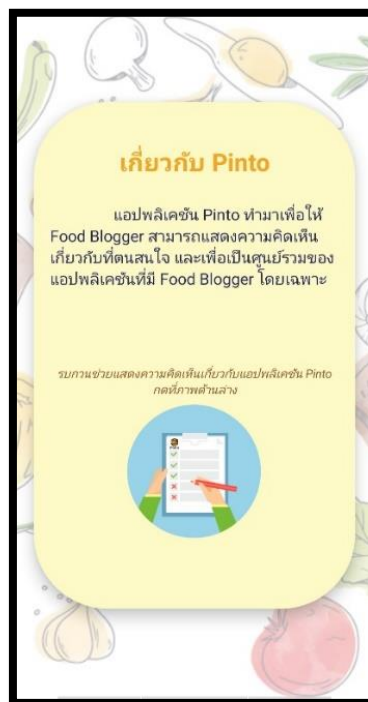 เกี่ยวกับ Pinto
แอปพลิเคชัน Pinto ทำมาเพื่อให้
Food Blogger สามารถแสดงความคิดเห็น
เกี่ยวกับที่ตนสนใจ และเพื่อเป็นศูนย์รวมของ
แอปพลิเคชันที่มี Food Blogger โดยเฉพาะ
รบกวนช่วยแสดงความคิดเห็นเกี่ยวกับแอปพลิเคชัน Pinto
กดที่ภาพด้านล่าง